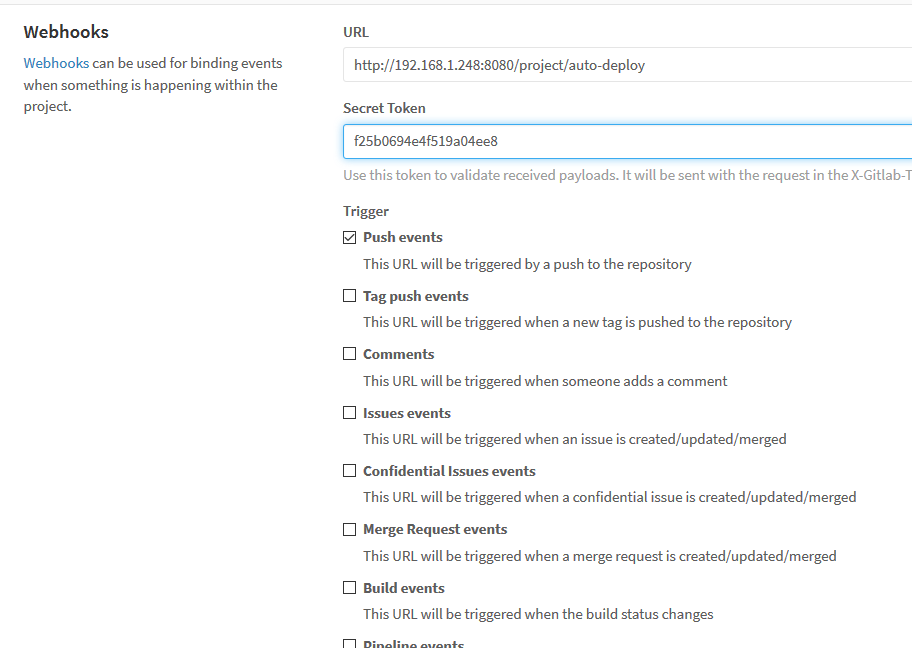 Webhooks
Webhooks can be used for binding events
when something is happening within the
project.
URL
http://192.168.1.248:8080/project/auto-deploy
Secret Token
f25b0694e4f519a04ee8
Use this token to validate received payloads. It will be sent with the request in the X-Gitlab-T
Trigger
Push events
This URL will be triggered by a push to the repository
Tag push events
This URL will be triggered when a new tag is pushed to the repository
Comments
This URL will be triggered when someone adds a comment
Issues events
This URL will be triggered when an issue is created/updated/merged
Confidential Issues events
This URL will be triggered when a confidential issue is created/updated/merged
Merge Request events
This URL will be triggered when a merge request is created/updated/merged
Build events
This URL will be triggered when the build status changes
Pipeline events